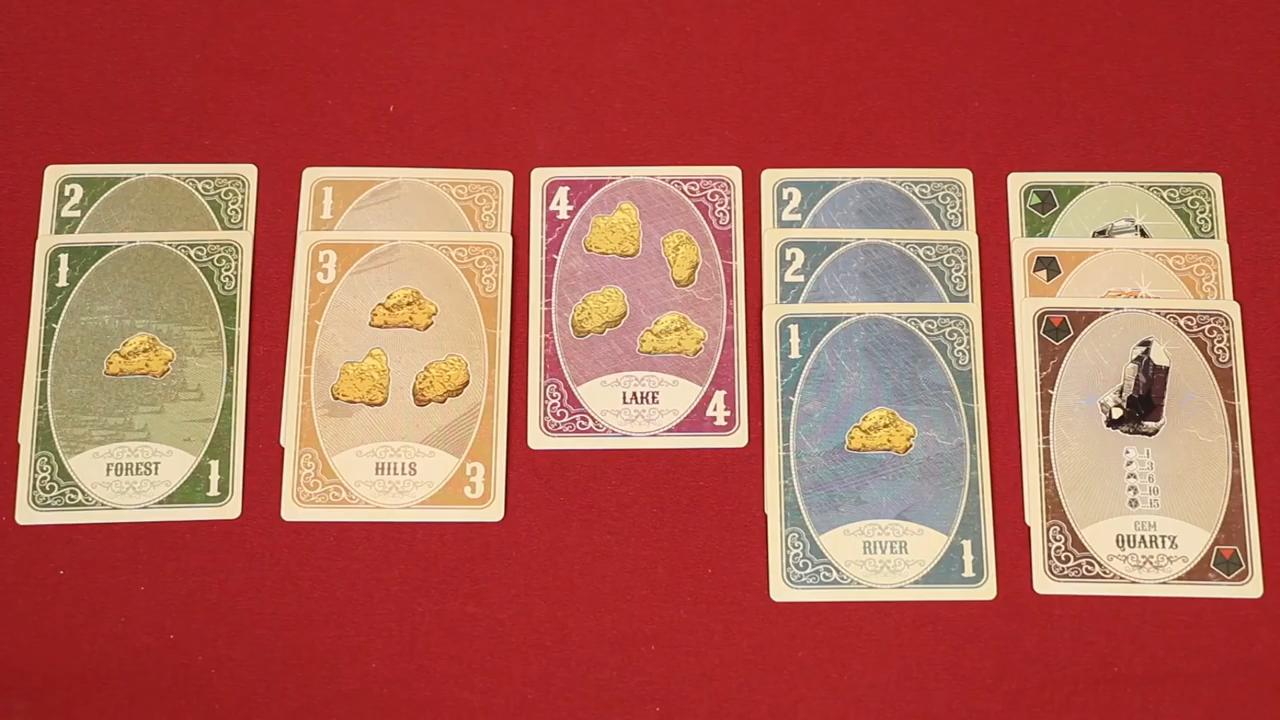 2
1
FOREST
1
1
3
HILLS
3
4
LAKE
4
2
2
1
RIVER
1
...1
...3
...6
...10
...15
GEM
QUARTZ